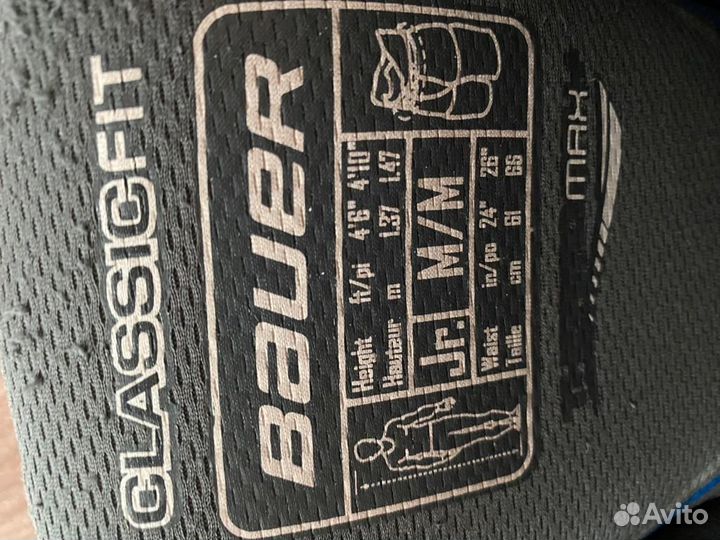 CLASSICFIT
BAUER
Height ft/pi 4'6" 4'10"
Hauteur m 1.37 1.47
Jr. M/M
Waist in/po 24" 26"
Taille cm 61 66
MAX
Avito